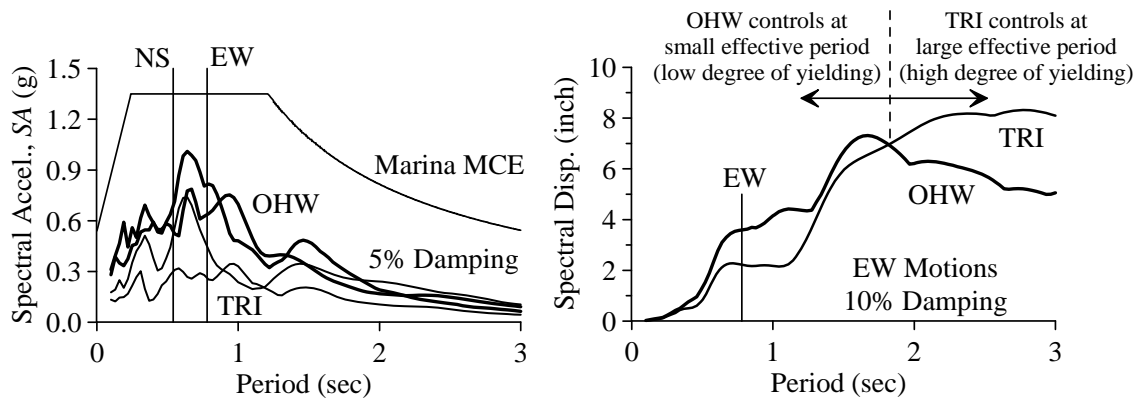 NS
EW
1.5
1.2
0.9
0.6
0.3
0.0
Spectral Accel., SA (g)
Marina MCE
OHW
5% Damping
TRI
0
1
2
3
Period (sec)
OHW controls at
small effective period
(low degree of yielding)
TRI controls at
large effective period
(high degree of yielding)
10
8
6
4
2
0
Spectral Disp. (inch)
EW
TRI
OHW
EW Motions
10% Damping
0
1
2
3
Period (sec)